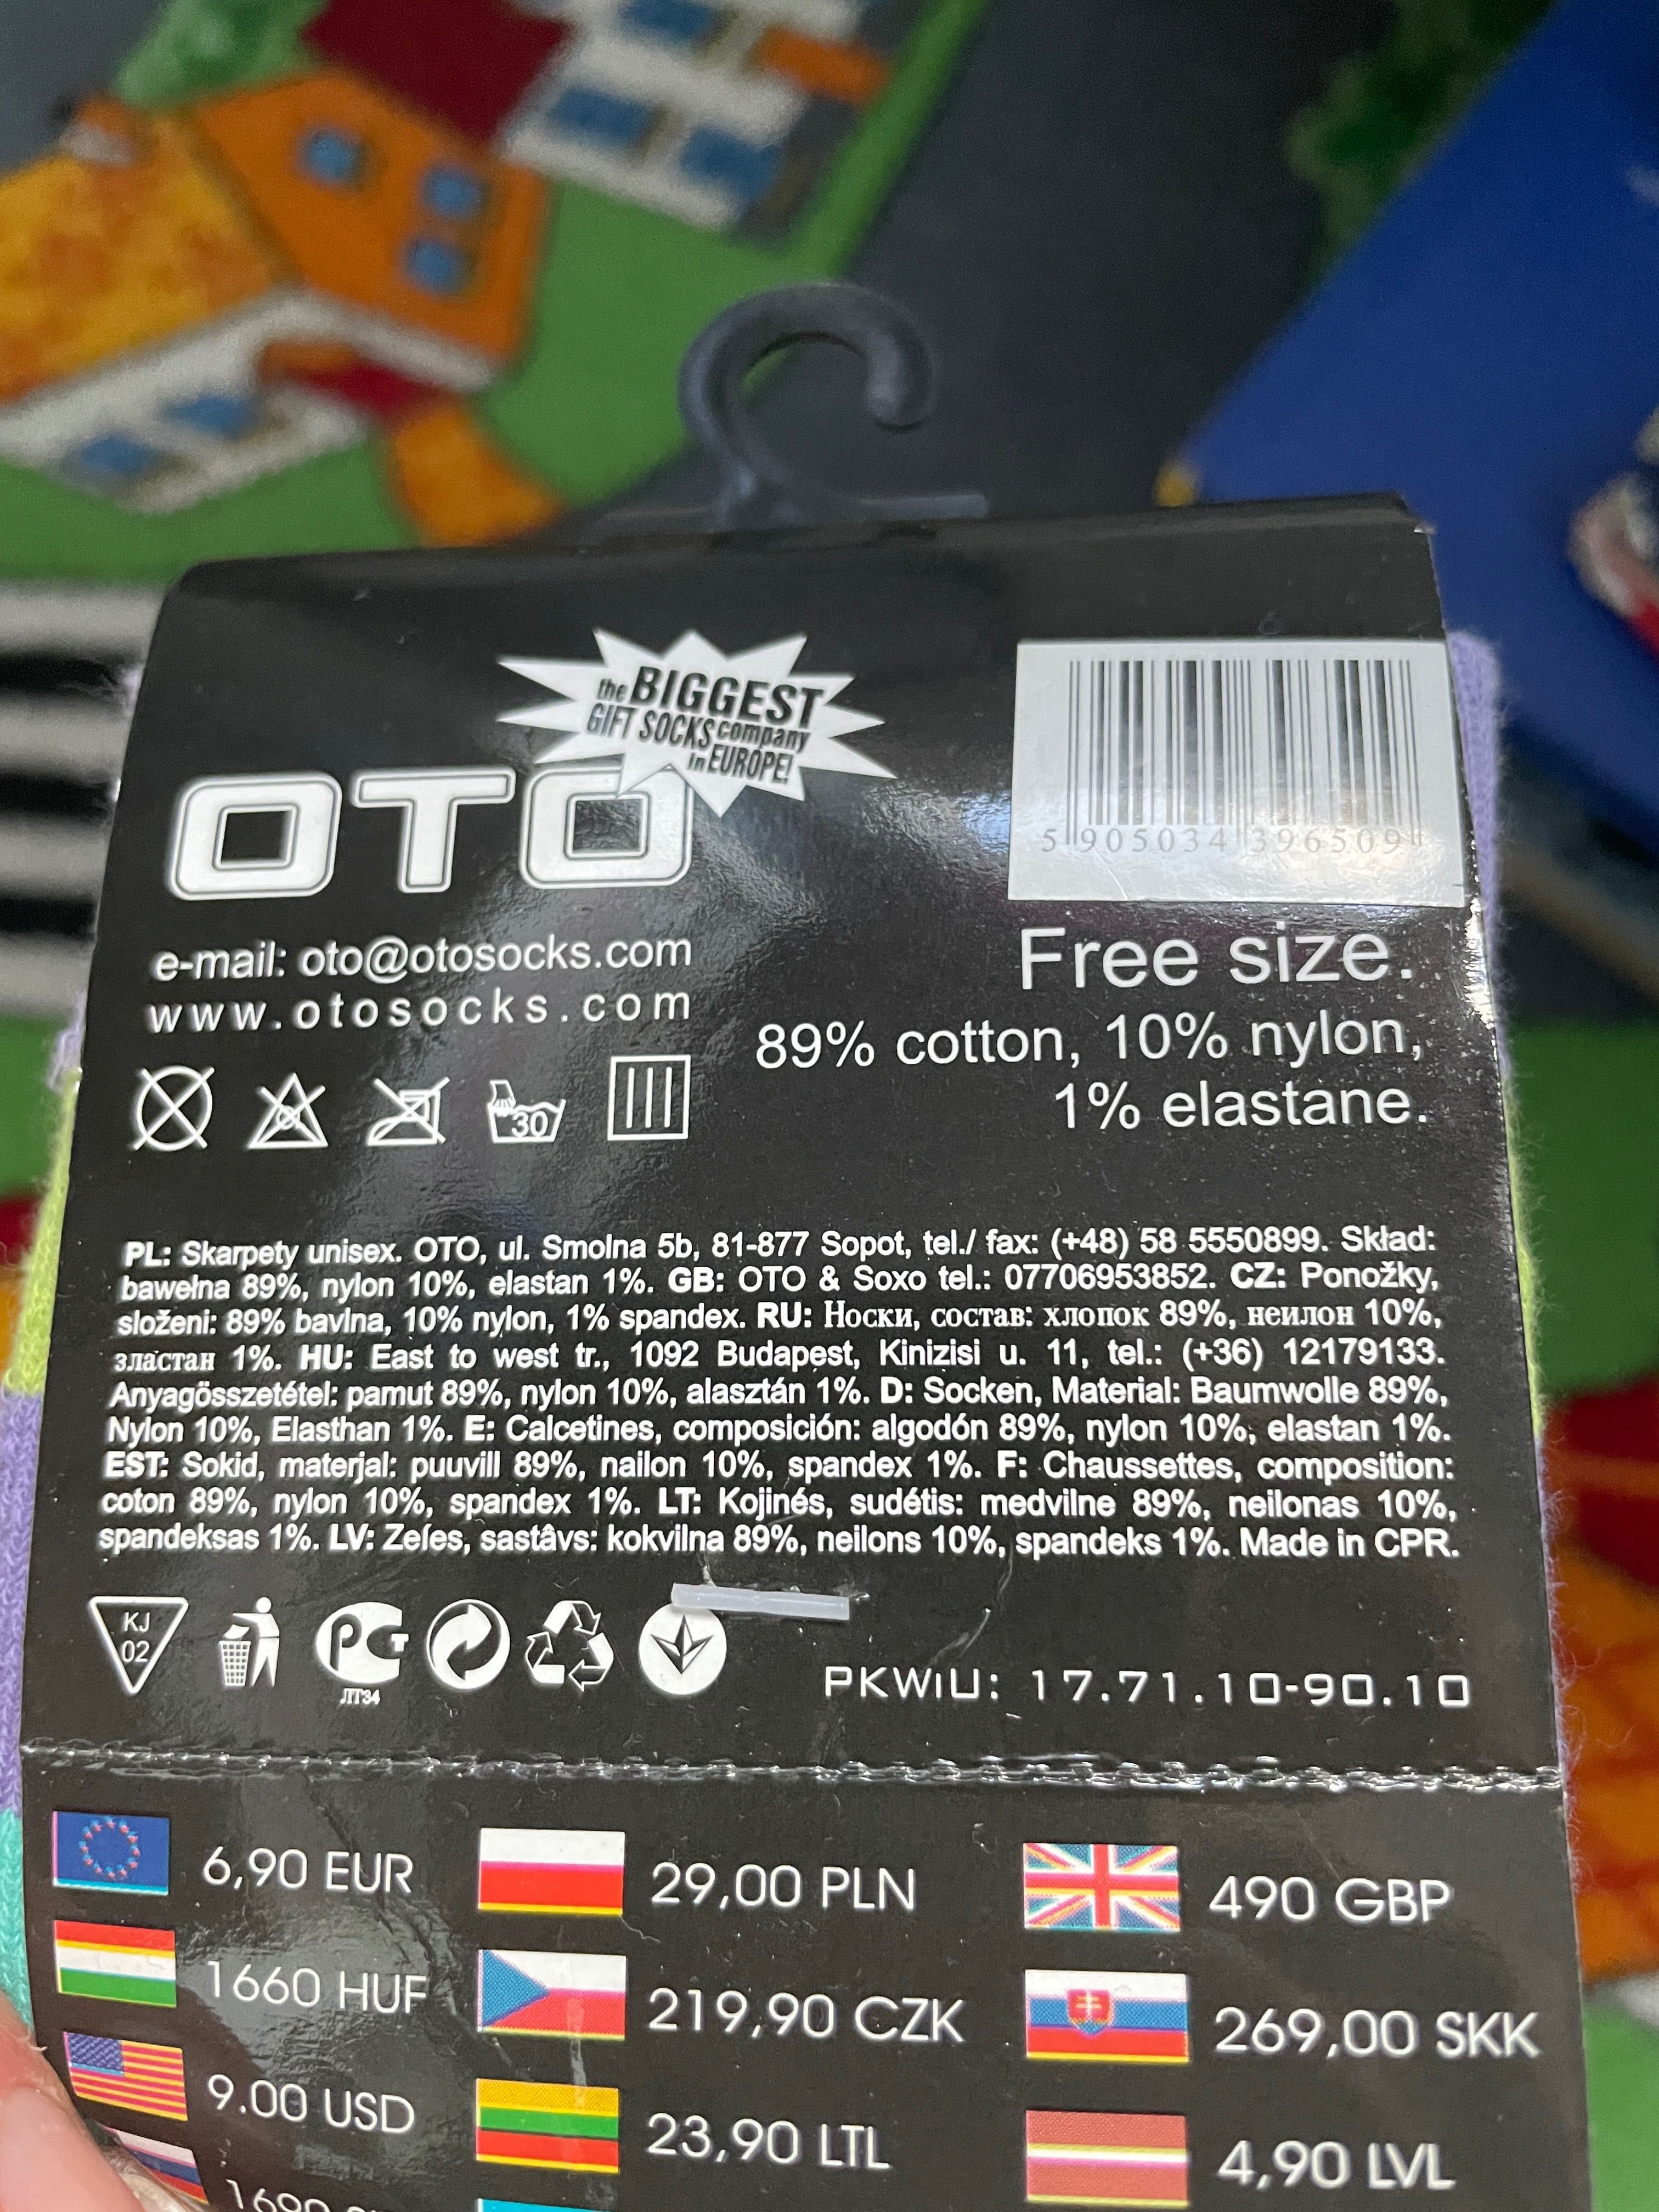 the BIGGEST
GIFT SOCKS company
in EUROPE!
OTO
5 905034 396509
e-mail: oto@otosocks.com
www.otosocks.com
Free size.
89% cotton, 10% nylon,
1% elastane.
30
PL: Skarpety unisex. OTO, ul. Smolna 5b, 81-877 Sopot, tel./ fax: (+48) 58 5550899. Skład:
bawełna 89%, nylon 10%, elastan 1%. GB: OTO & Soxo tel.: 07706953852. CZ: Ponožky,
složeni: 89% bavlna, 10% nylon, 1% spandex. RU: Носки, состав: хлопок 89%, неилон 10%,
зластан 1%. HU: East to west tr., 1092 Budapest, Kinizisi u. 11, tel.: (+36) 12179133.
Anyagösszetétel: pamut 89%, nylon 10%, alasztán 1%. D: Socken, Material: Baumwolle 89%,
Nylon 10%, Elasthan 1%. E: Calcetines, composición: algodón 89%, nylon 10%, elastan 1%.
EST: Sokid, materjal: puuvill 89%, nailon 10%, spandex 1%. F: Chaussettes, composition:
coton 89%, nylon 10%, spandex 1%. LT: Kojinés, sudétis: medvilne 89%, neilonas 10%,
spandeksas 1%. LV: Zeſes, sastâvs: kokvilna 89%, neilons 10%, spandeks 1%. Made in CPR.
KJ
02
РСТ
ЛТ34
PKWiU: 17.71.10-90.10
6,90 EUR 29,00 PLN 490 GBP
1660 HUF 219,90 CZK 269,00 SKK
9.00 USD 23,90 LTL 4,90 LVL